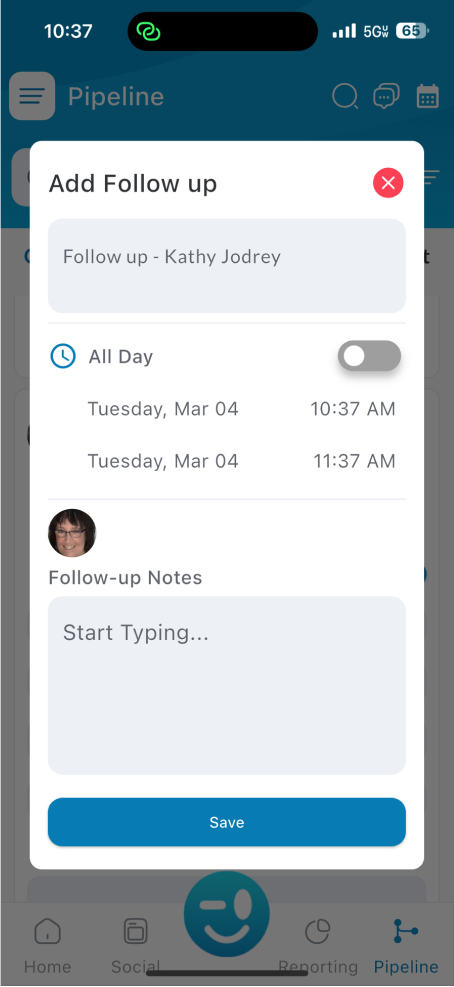 10:37
5GUW 65
Pipeline
Add Follow up
Follow up - Kathy Jodrey
All Day
Tuesday, Mar 04 10:37 AM
Tuesday, Mar 04 11:37 AM
Follow-up Notes
Start Typing...
Save
Home Social Reporting Pipeline